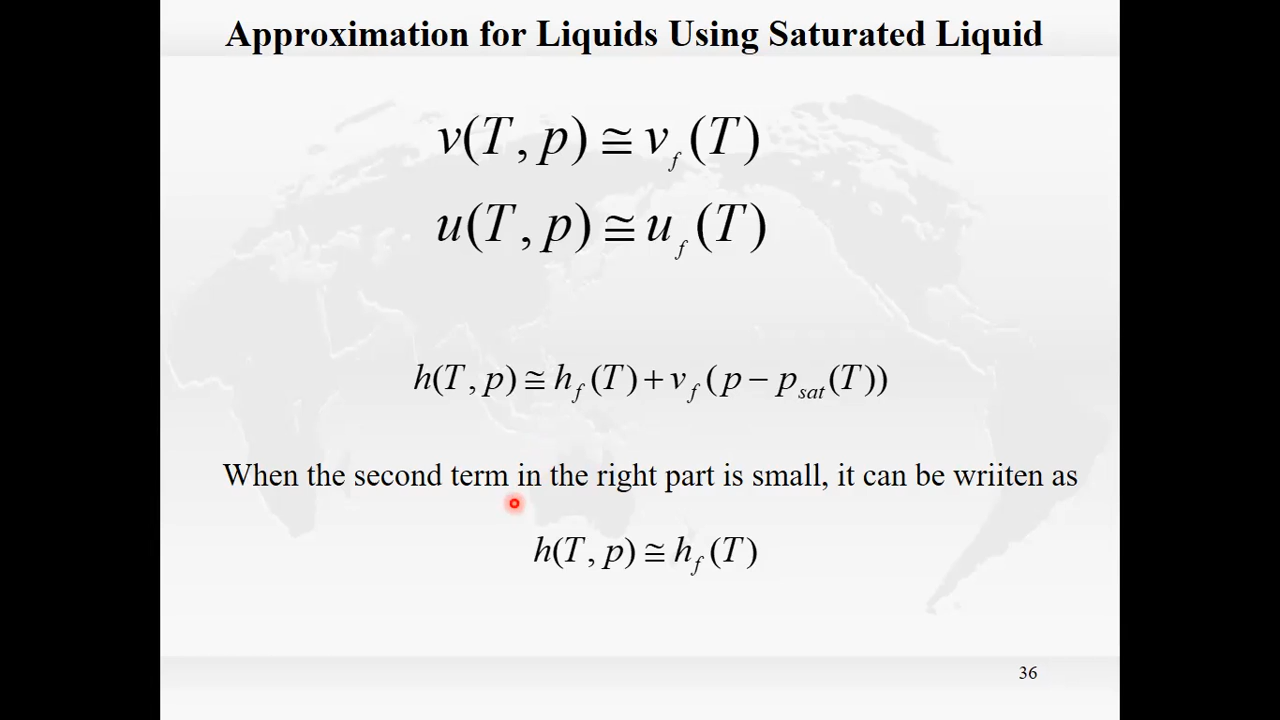 Approximation for Liquids Using Saturated Liquid
v(T, p) ≅ v_f (T)
u(T, p) ≅ u_f (T)
h(T, p) ≅ h_f (T) + v_f (p − p_sat (T))
When the second term in the right part is small, it can be wriiten as
h(T, p) ≅ h_f (T)
36